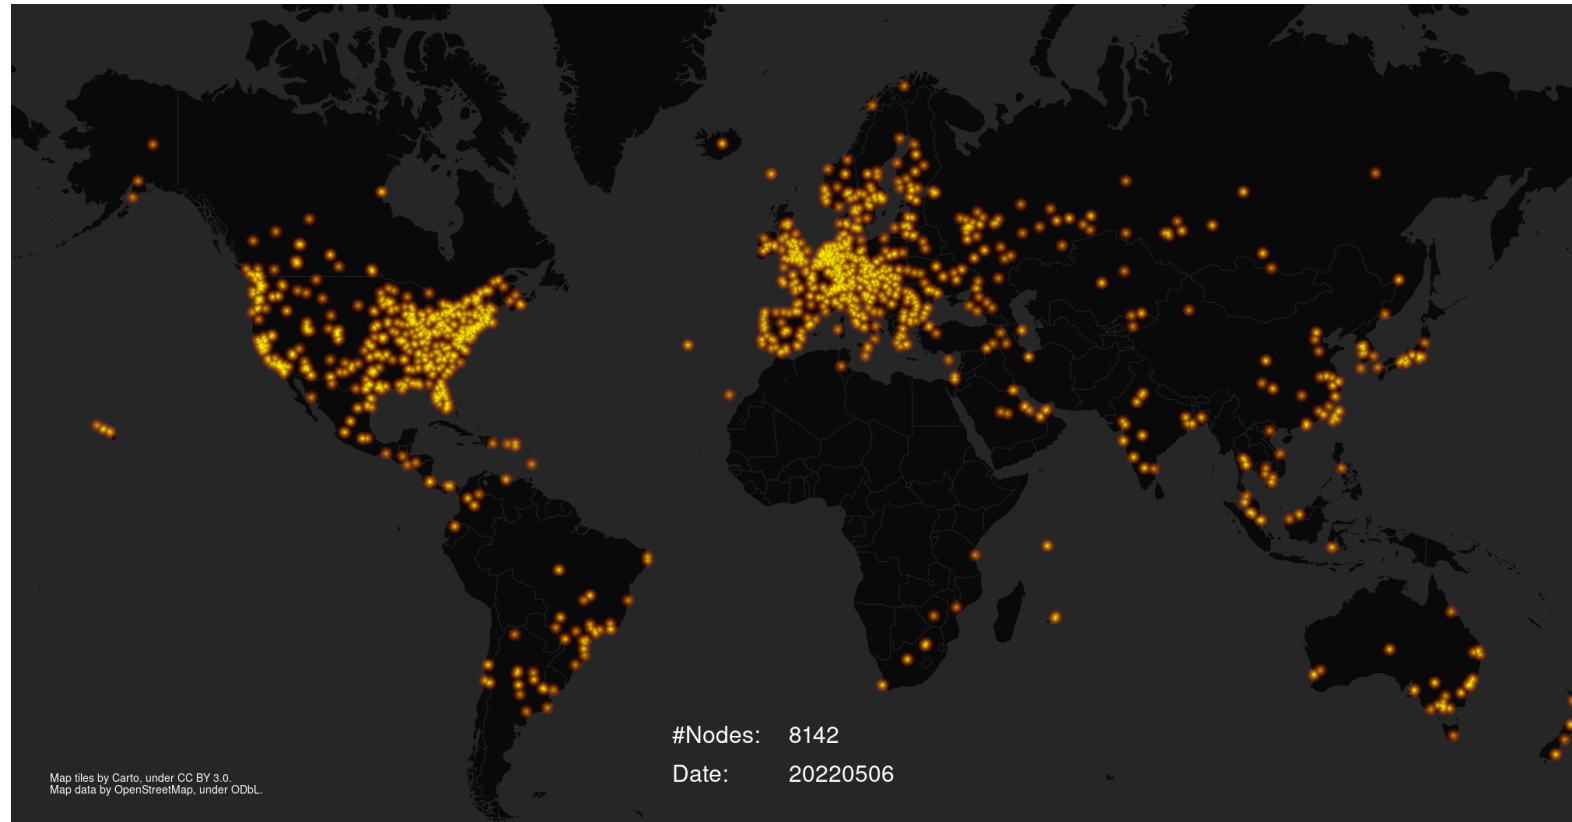 #Nodes: 8142
Date: 20220506
Map tiles by Carto, under CC BY 3.0.
Map data by OpenStreetMap, under ODbL.